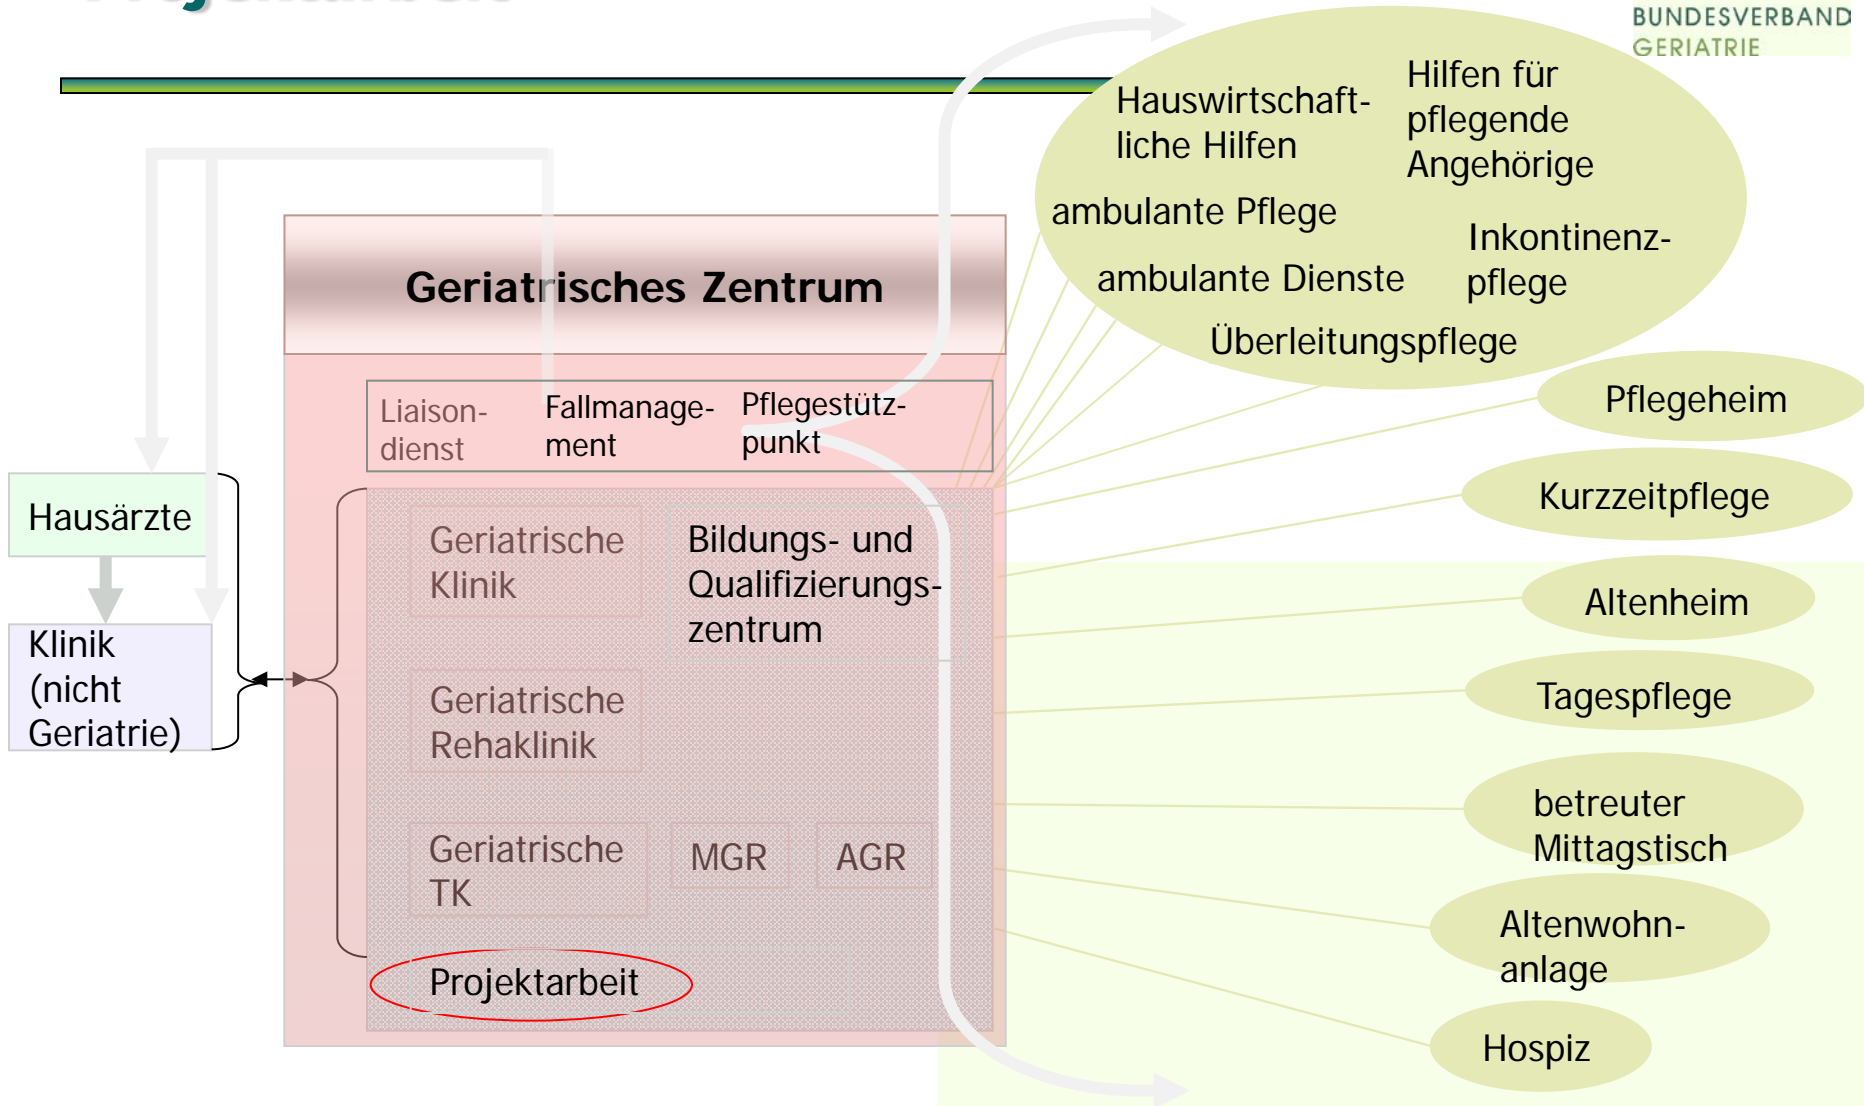 Projektarbeit
BUNDESVERBAND
GERIATRIE
Hauswirtschaft-
liche Hilfen
Hilfen für
pflegende
Angehörige
ambulante Pflege
Inkontinenz-
pflege
ambulante Dienste
Überleitungspflege
Geriatrisches Zentrum
Liaison-
dienst
Fallmanage-
ment
Pflegestütz-
punkt
Hausärzte
Klinik
(nicht
Geriatrie)
Geriatrische
Klinik
Bildungs- und
Qualifizierungs-
zentrum
Geriatrische
Rehaklinik
Geriatrische
TK
MGR
AGR
Projektarbeit
Pflegeheim
Kurzzeitpflege
Altenheim
Tagespflege
betreuter
Mittagstisch
Altenwohn-
anlage
Hospiz